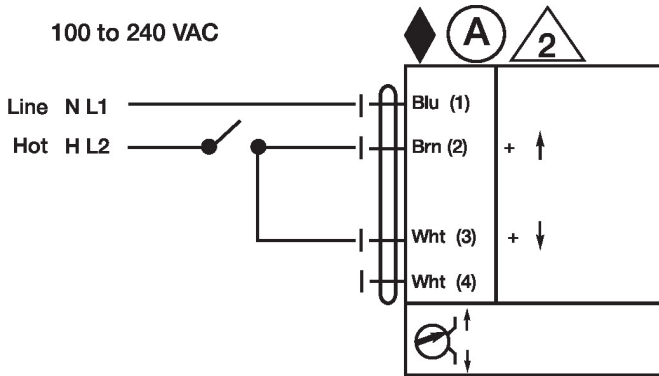 100 to 240 VAC
A
2
Line N L1
Blu (1)
Hot H L2
Brn (2)
+
Wht (3)
+
Wht (4)